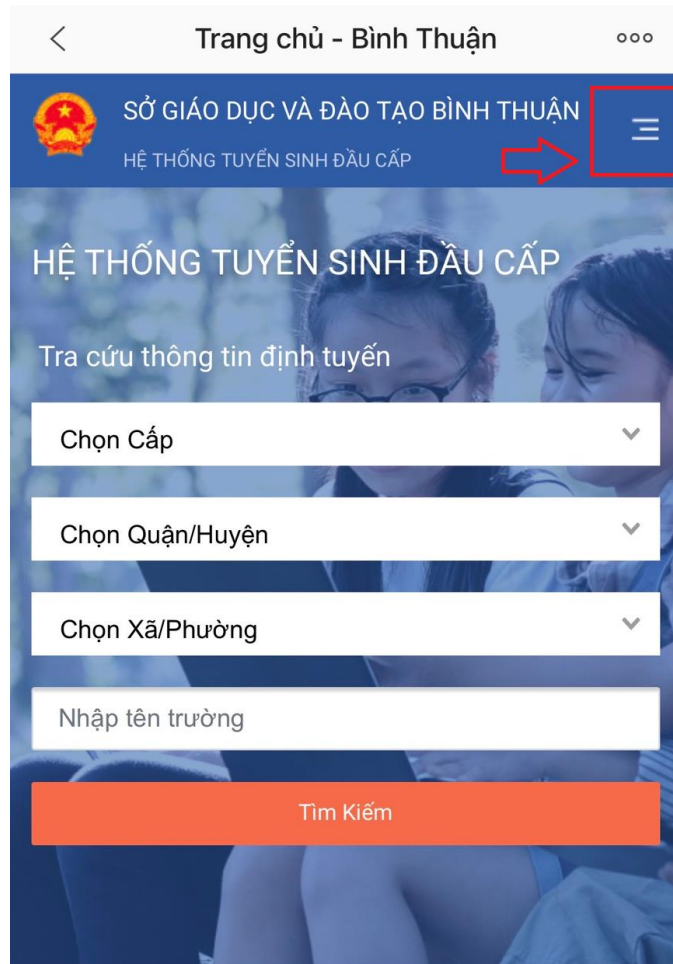 Trang chủ - Bình Thuận
SỞ GIÁO DỤC VÀ ĐÀO TẠO BÌNH THUẬN
HỆ THỐNG TUYỂN SINH ĐẦU CẤP
HỆ THỐNG TUYỂN SINH ĐẦU CẤP
Tra cứu thông tin định tuyến
Chọn Cấp
Chọn Quận/Huyện
Chọn Xã/Phường
Nhập tên trường
Tìm Kiếm